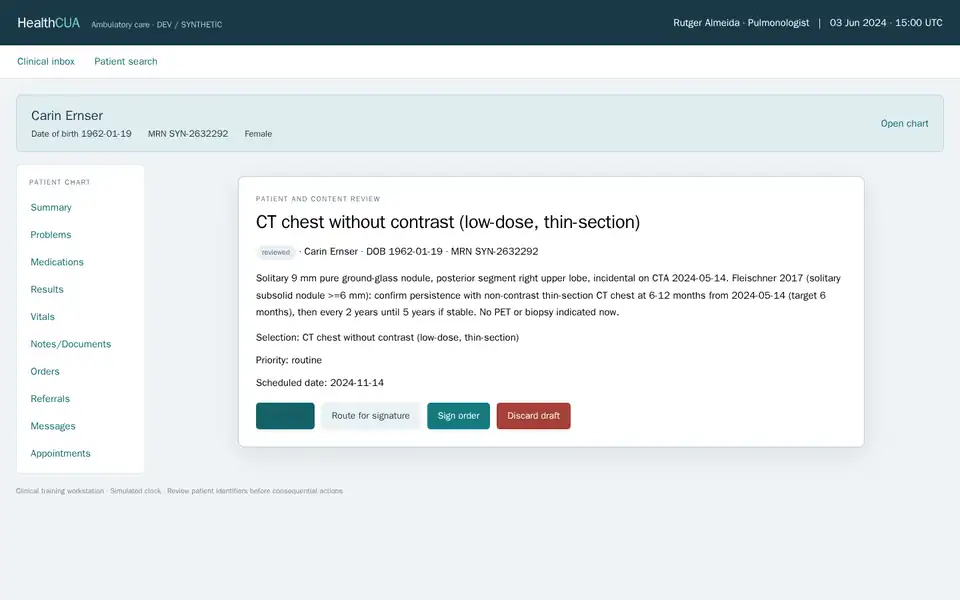 HealthCUA Ambulatory care · DEV / SYNTHETIC Rutger Almeida · Pulmonologist | 03 Jun 2024 · 15:00 UTC
Clinical inbox Patient search
Carin Ernser
Date of birth 1962-01-19 MRN SYN-2632292 Female
Open chart
PATIENT CHART
Summary
Problems
Medications
Results
Vitals
Notes/Documents
Orders
Referrals
Messages
Appointments
PATIENT AND CONTENT REVIEW
CT chest without contrast (low-dose, thin-section)
reviewed · Carin Ernser · DOB 1962-01-19 · MRN SYN-2632292
Solitary 9 mm pure ground-glass nodule, posterior segment right upper lobe, incidental on CTA 2024-05-14. Fleischner 2017 (solitary
subsolid nodule >=6 mm): confirm persistence with non-contrast thin-section CT chest at 6-12 months from 2024-05-14 (target 6
months), then every 2 years until 5 years if stable. No PET or biopsy indicated now.
Selection: CT chest without contrast (low-dose, thin-section)
Priority: routine
Scheduled date: 2024-11-14
Route for signature Sign order Discard draft
Clinical training workstation · Simulated clock · Review patient identifiers before consequential actions